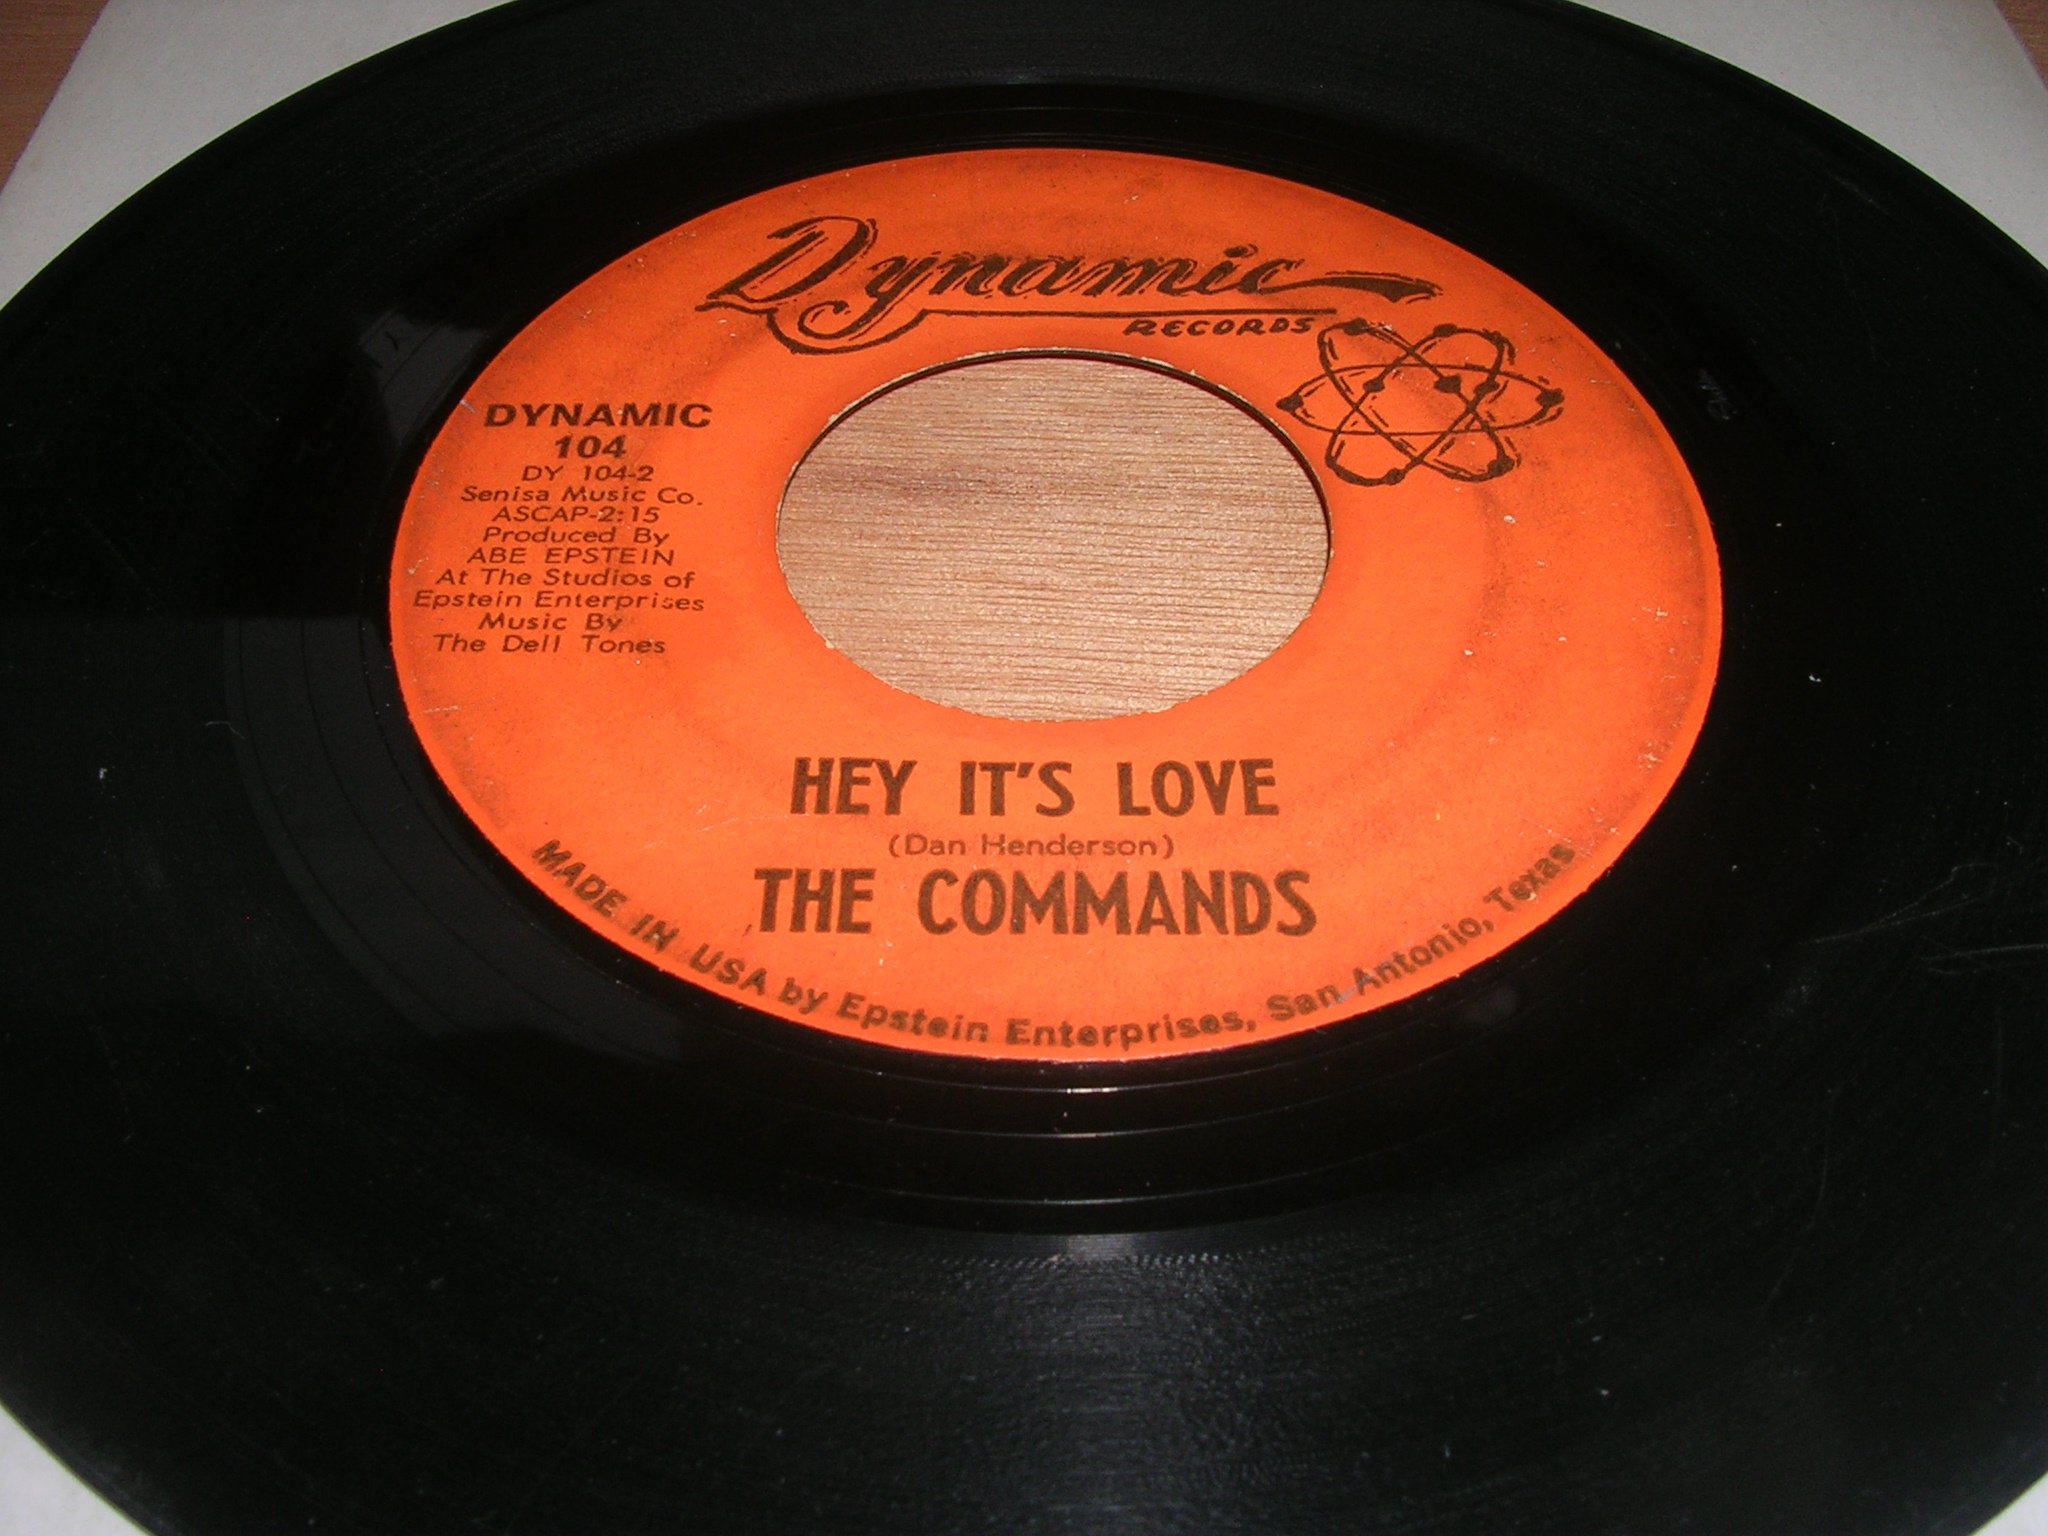 Dynamic
RECORDS
DYNAMIC
104
DY 104-2
Senisa Music Co.
ASCAP-2:15
Produced By
ABE EPSTEIN
At The Studios of
Epstein Enterprises
Music By
The Dell Tones
HEY IT'S LOVE
(Dan Henderson)
THE COMMANDS
MADE IN USA by Epstein Enterprises, San Antonio, Texas